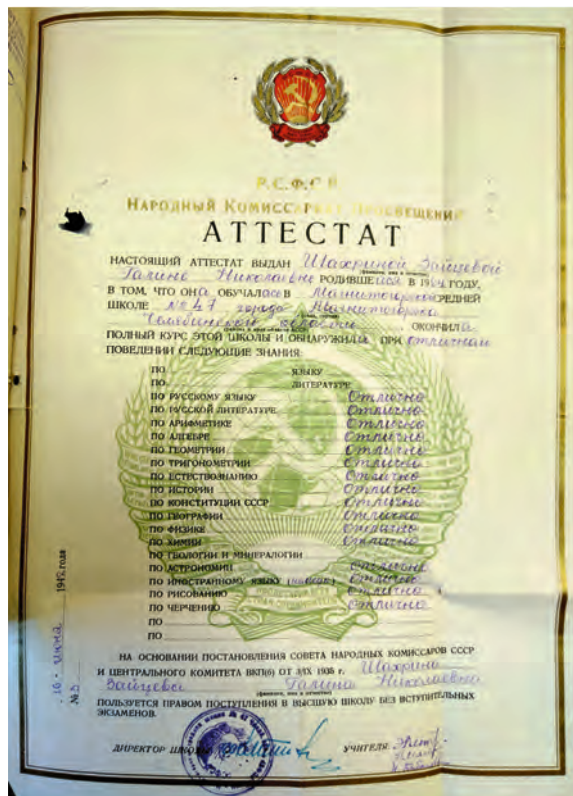 Р.С.Ф.С.Р.
НАРОДНЫЙ КОМИССАРИАТ ПРОСВЕЩЕНИЯ
АТТЕСТАТ
НАСТОЯЩИЙ АТТЕСТАТ ВЫДАН Шахриной Зайцевой
Галине Николаевне РОДИВШЕЙСЯ В 1924 ГОДУ,
В ТОМ, ЧТО ОНА ОБУЧАЛАСЬ В Магнитогорской СРЕДНЕЙ
ШКОЛЕ № 47 города Магнитогорска
Челябинской области, ОКОНЧИЛА
ПОЛНЫЙ КУРС ЭТОЙ ШКОЛЫ И ОБНАРУЖИЛА ПРИ отличном
ПОВЕДЕНИИ СЛЕДУЮЩИЕ ЗНАНИЯ:
ПО ЯЗЫКУ
ПО ЛИТЕРАТУРЕ
ПО РУССКОМУ ЯЗЫКУ Отлично
ПО РУССКОЙ ЛИТЕРАТУРЕ Отлично
ПО АРИФМЕТИКЕ Отлично
ПО АЛГЕБРЕ Отлично
ПО ГЕОМЕТРИИ Отлично
ПО ТРИГОНОМЕТРИИ Отлично
ПО ЕСТЕСТВОЗНАНИЮ Отлично
ПО ИСТОРИИ Отлично
ПО КОНСТИТУЦИИ СССР Отлично
ПО ГЕОГРАФИИ Отлично
ПО ФИЗИКЕ Отлично
ПО ХИМИИ Отлично
ПО ГЕОЛОГИИ И МИНЕРАЛОГИИ
ПО АСТРОНОМИИ Отлично
ПО ИНОСТРАННОМУ ЯЗЫКУ Отлично
ПО РИСОВАНИЮ Отлично
ПО ЧЕРЧЕНИЮ Отлично
ПО
ПО
НА ОСНОВАНИИ ПОСТАНОВЛЕНИЯ СОВЕТА НАРОДНЫХ КОМИССАРОВ СССР
И ЦЕНТРАЛЬНОГО КОМИТЕТА ВКП(б) ОТ 3/IX 1935 г. Шахрина
Зайцева Галина Николаевна
(фамилия, имя и отчество)
ПОЛЬЗУЕТСЯ ПРАВОМ ПОСТУПЛЕНИЯ В ВЫСШУЮ ШКОЛУ БЕЗ ВСТУПИТЕЛЬНЫХ
ЭКЗАМЕНОВ.
ДИРЕКТОР ШКОЛЫ УЧИТЕЛЯ:
16 июня 1942 года
№ 3